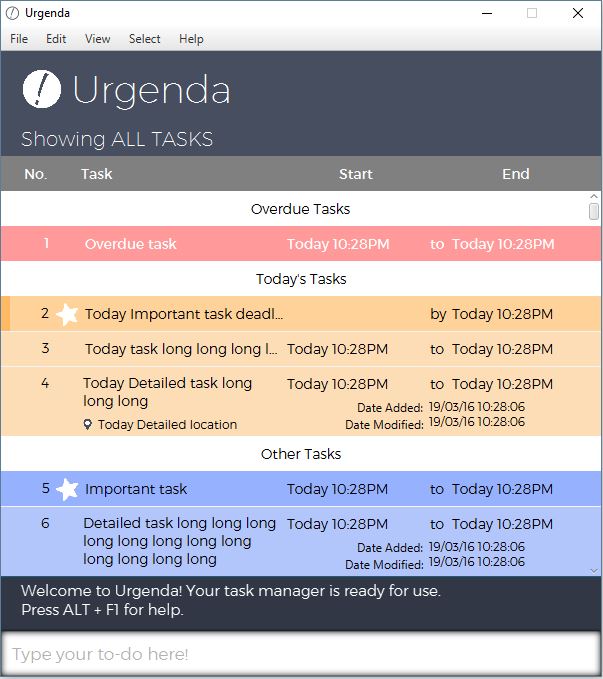 Urgenda
File Edit View Select Help
Urgenda
Showing ALL TASKS
No. Task Start End
Overdue Tasks
1 Overdue task Today 10:28PM to Today 10:28PM
Today's Tasks
2 Today Important task deadl... by Today 10:28PM
3 Today task long long long l... Today 10:28PM to Today 10:28PM
4 Today Detailed task long Today 10:28PM to Today 10:28PM
long long
Date Added: 19/03/16 10:28:06
Today Detailed location Date Modified: 19/03/16 10:28:06
Other Tasks
5 Important task Today 10:28PM to Today 10:28PM
6 Detailed task long long long Today 10:28PM to Today 10:28PM
long long long long long
Date Added: 19/03/16 10:28:06
long long long long Date Modified: 19/03/16 10:28:06
Welcome to Urgenda! Your task manager is ready for use.
Press ALT + F1 for help.
Type your to-do here!